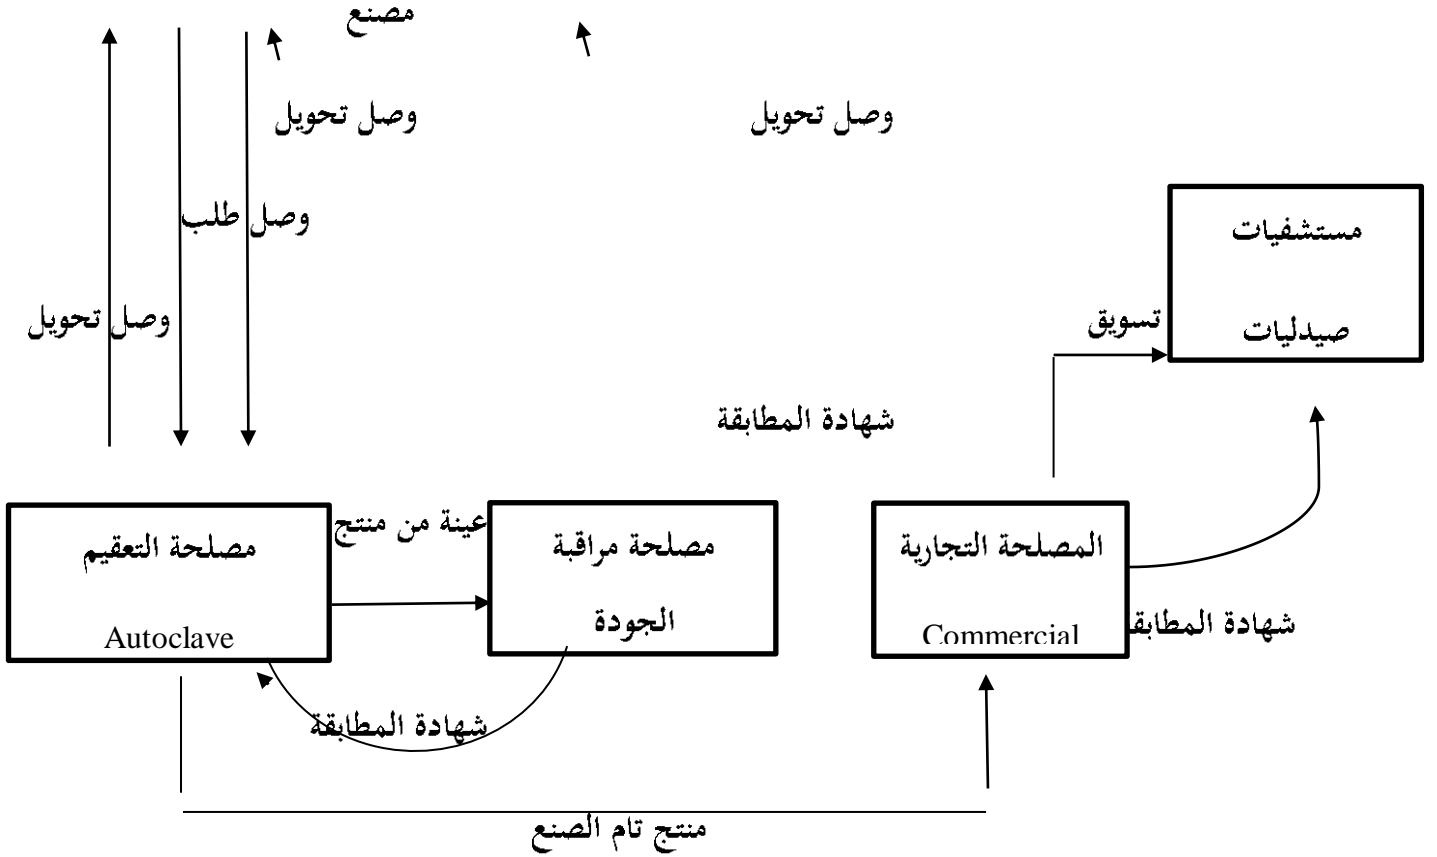 مصنع
وصل تحويل
وصل تحويل
وصل طلب
وصل تحويل
مستشفيات
صيدليات
تسويق
شهادة المطابقة
مصلحة التعقيم
Autoclave
عينة من منتج
مصلحة مراقبة
الجودة
المصلحة التجارية
Commercial
شهادة المطابق
شهادة المطابقة
منتج تام الصنع